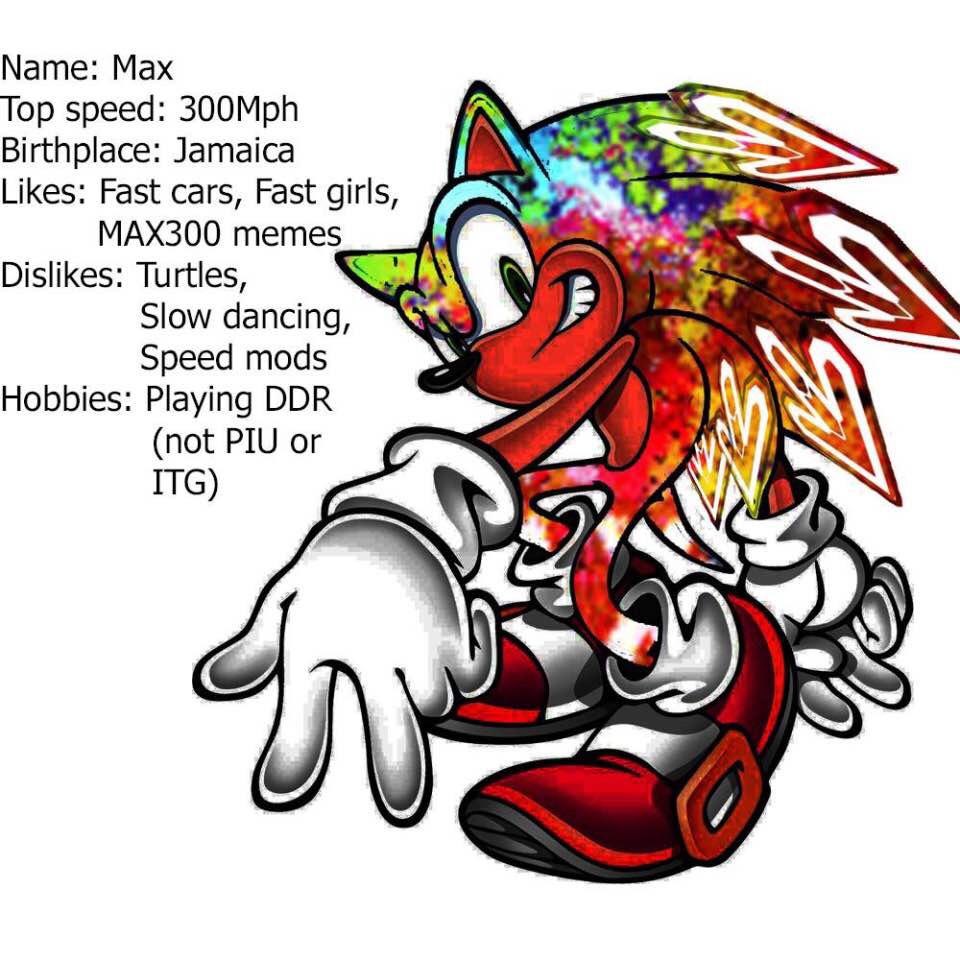 Name: Max
Top speed: 300Mph
Birthplace: Jamaica
Likes: Fast cars, Fast girls,
MAX300 memes
Dislikes: Turtles,
Slow dancing,
Speed mods
Hobbies: Playing DDR
(not PIU or
ITG)